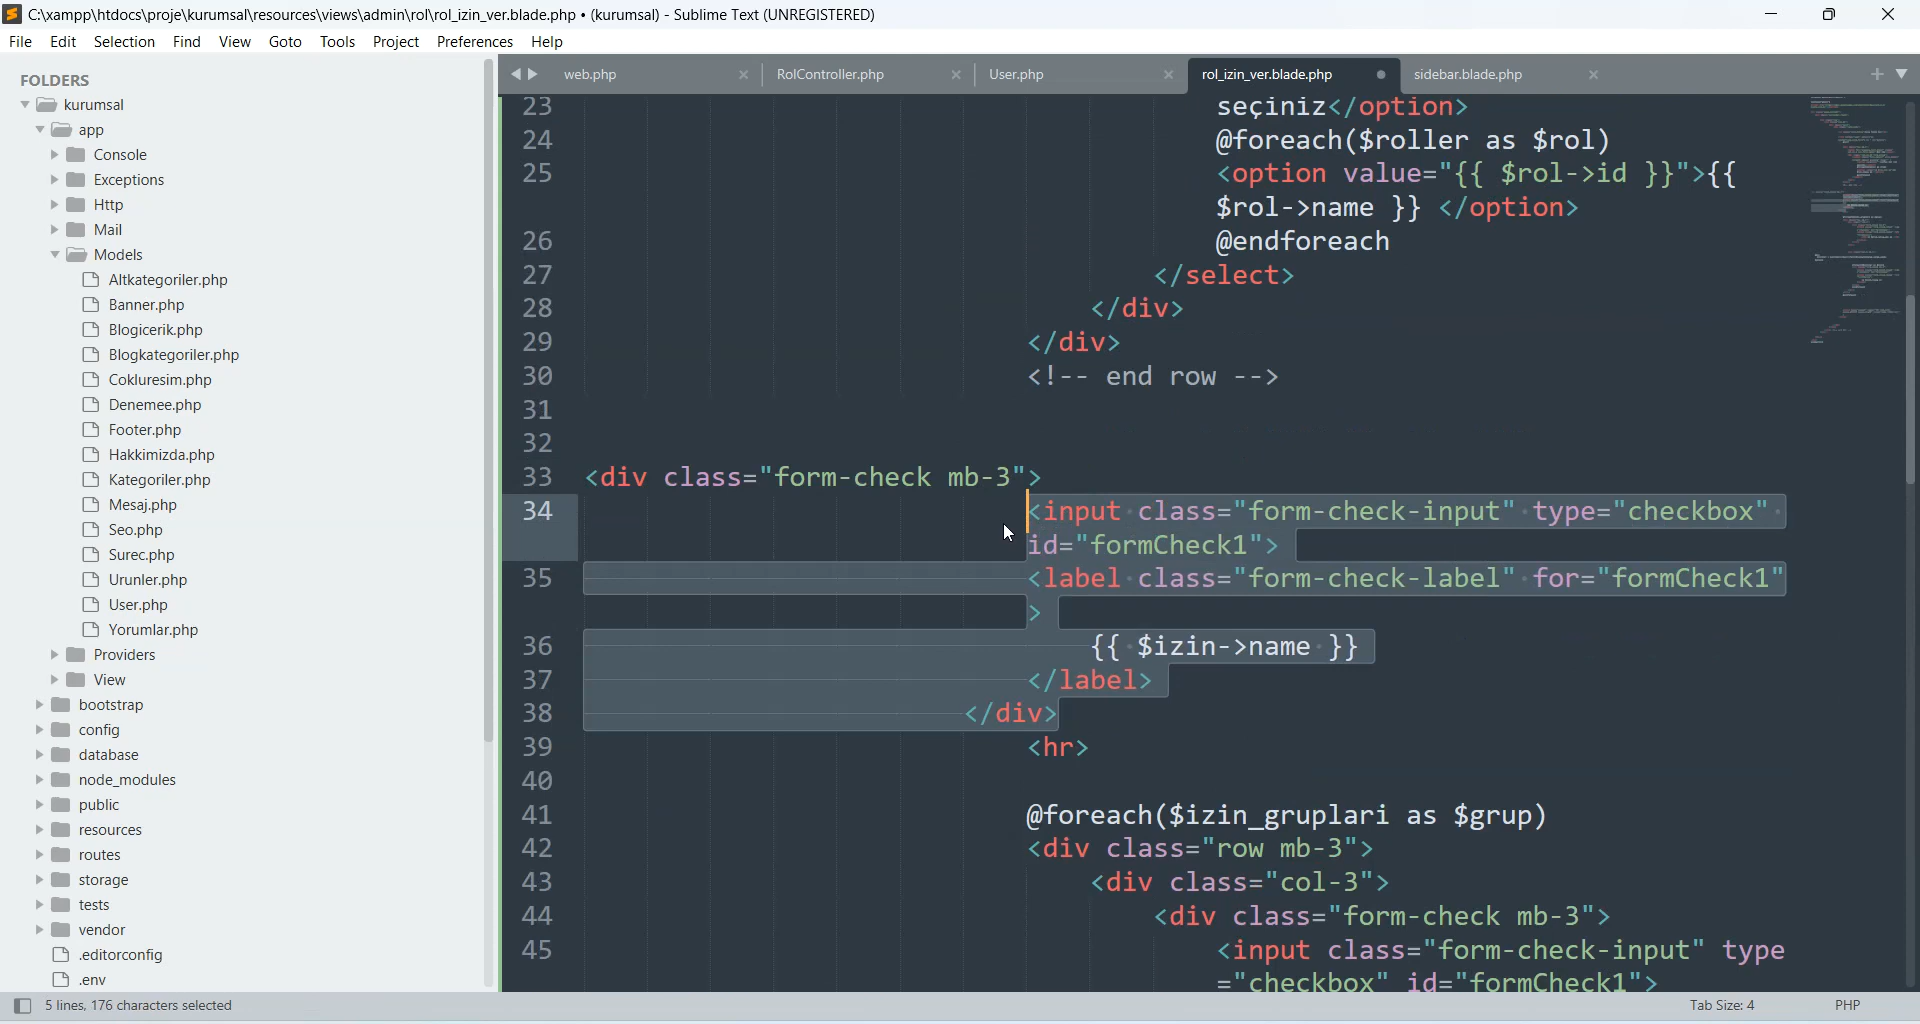 C:\xampp\htdocs\proje\kurumsal\resources\views\admin\rol\rol_izin_ver.blade.php • (kurumsal) - Sublime Text (UNREGISTERED)
File Edit Selection Find View Goto Tools Project Preferences Help
FOLDERS
kurumsal
app
Console
Exceptions
Http
Mail
Models
Altkategoriler.php
Banner.php
Blogicerik.php
Blogkategoriler.php
Cokluresim.php
Denemee.php
Footer.php
Hakkimizda.php
Kategoriler.php
Mesaj.php
Seo.php
Surec.php
Urunler.php
User.php
Yorumlar.php
Providers
View
bootstrap
config
database
node_modules
public
resources
routes
storage
tests
vendor
.editorconfig
.env
web.php RolController.php User.php rol_izin_ver.blade.php sidebar.blade.php
23 seçiniz</option>
24 @foreach($roller as $rol)
25 <option value="{{ $rol->id }}">{{
$rol->name }} </option>
26 @endforeach
27 </select>
28 </div>
29 </div>
30 <!-- end row -->
31
32
33 <div class="form-check mb-3">
34 <input class="form-check-input" type="checkbox"
id="formCheck1">
35 <label class="form-check-label" for="formCheck1"
>
36 {{ $izin->name }}
37 </label>
38 </div>
39 <hr>
40
41 @foreach($izin_gruplari as $grup)
42 <div class="row mb-3">
43 <div class="col-3">
44 <div class="form-check mb-3">
45 <input class="form-check-input" type
="checkbox" id="formCheck1">
5 lines, 176 characters selected Tab Size: 4 PHP